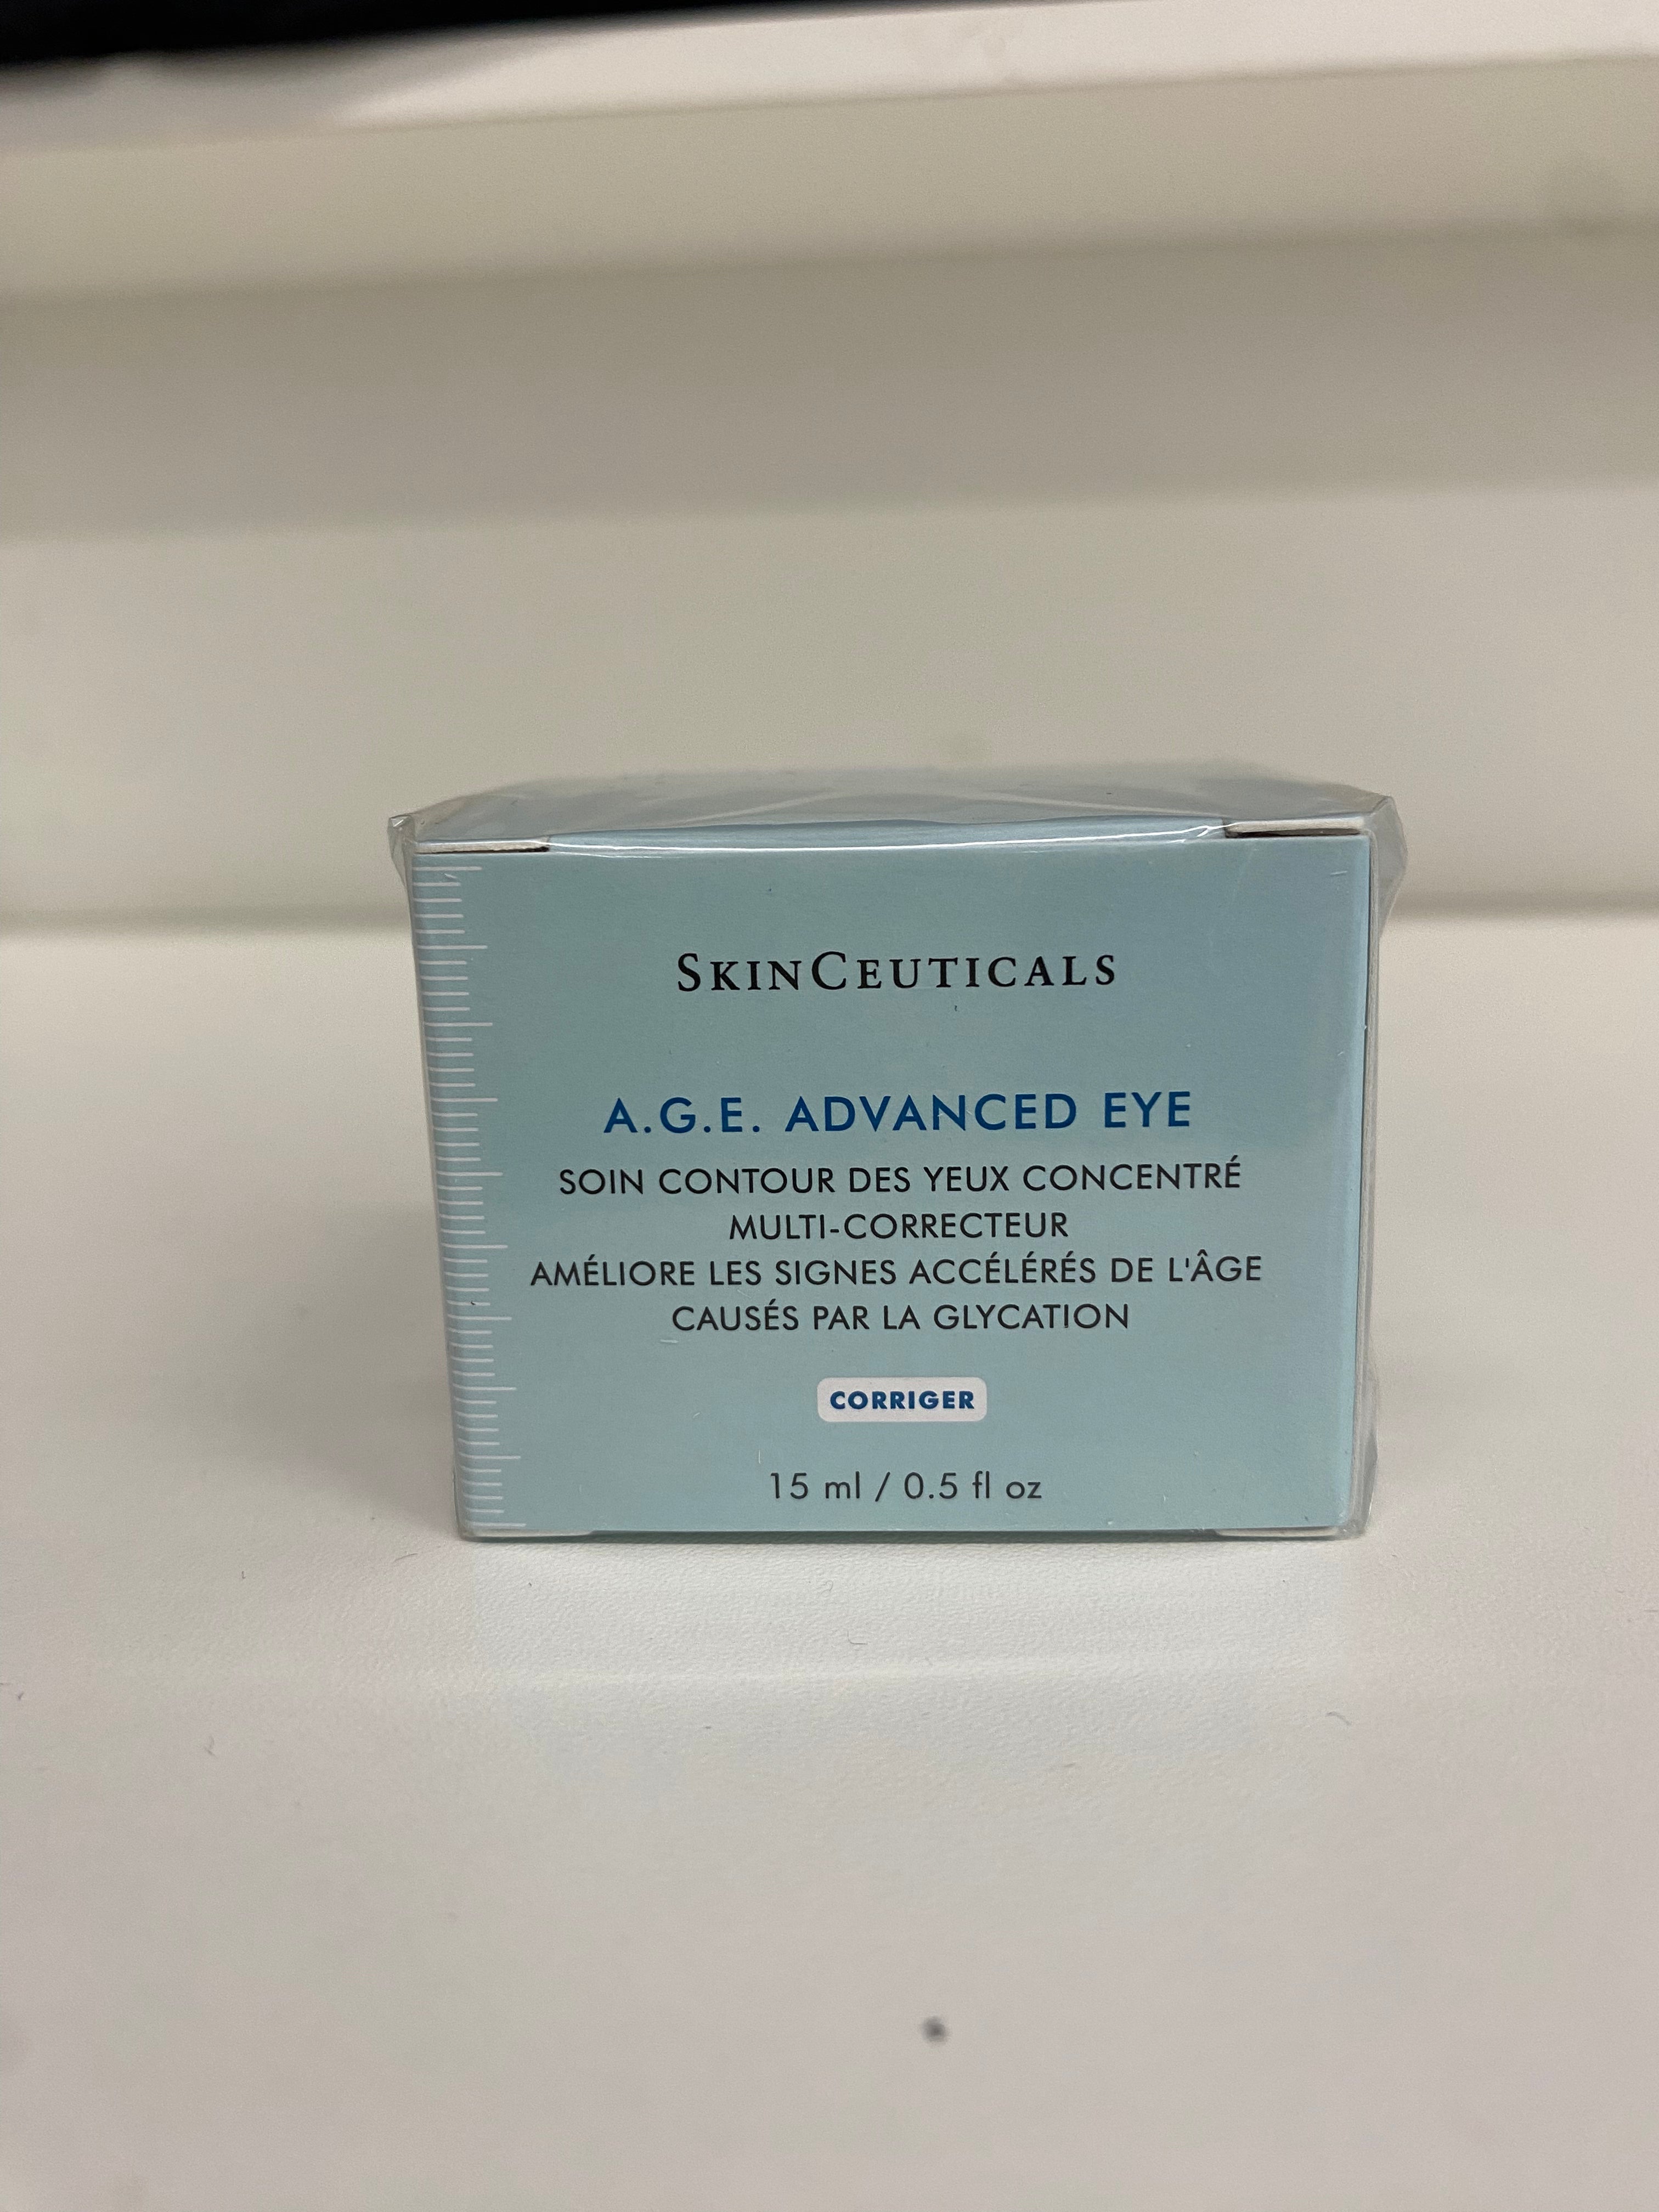 SKINCEUTICALS
A.G.E. ADVANCED EYE
SOIN CONTOUR DES YEUX CONCENTRÉ
MULTI-CORRECTEUR
AMÉLIORE LES SIGNES ACCÉLÉRÉS DE L'ÂGE
CAUSÉS PAR LA GLYCATION
CORRIGER
15 ml / 0.5 fl oz